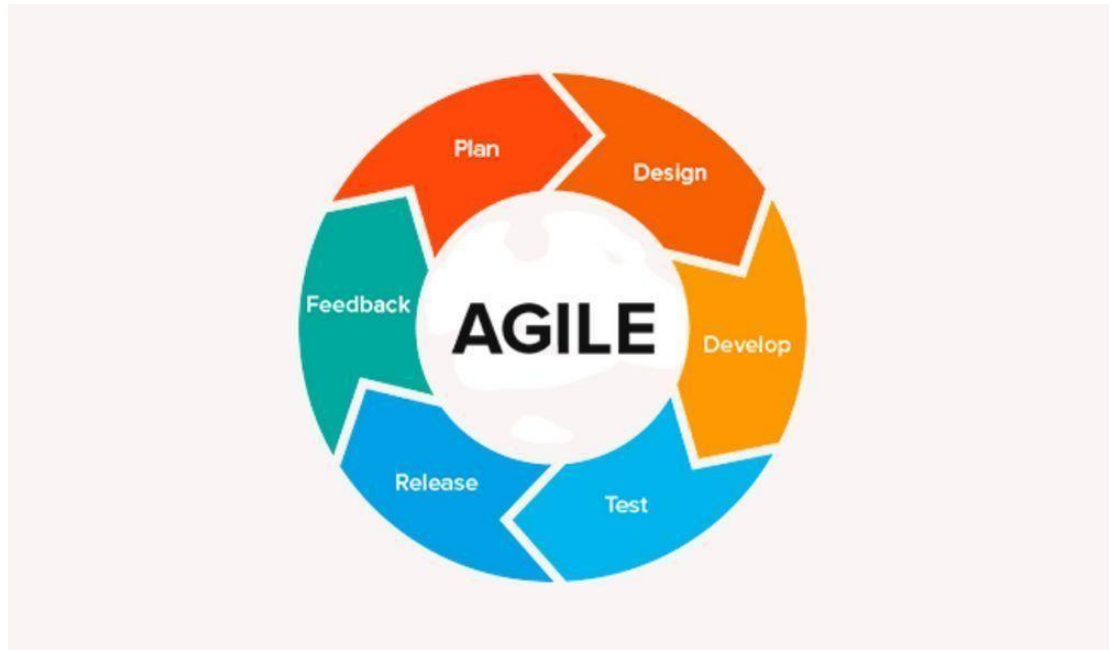 Plan
Design
Develop
Test
Release
Feedback
AGILE